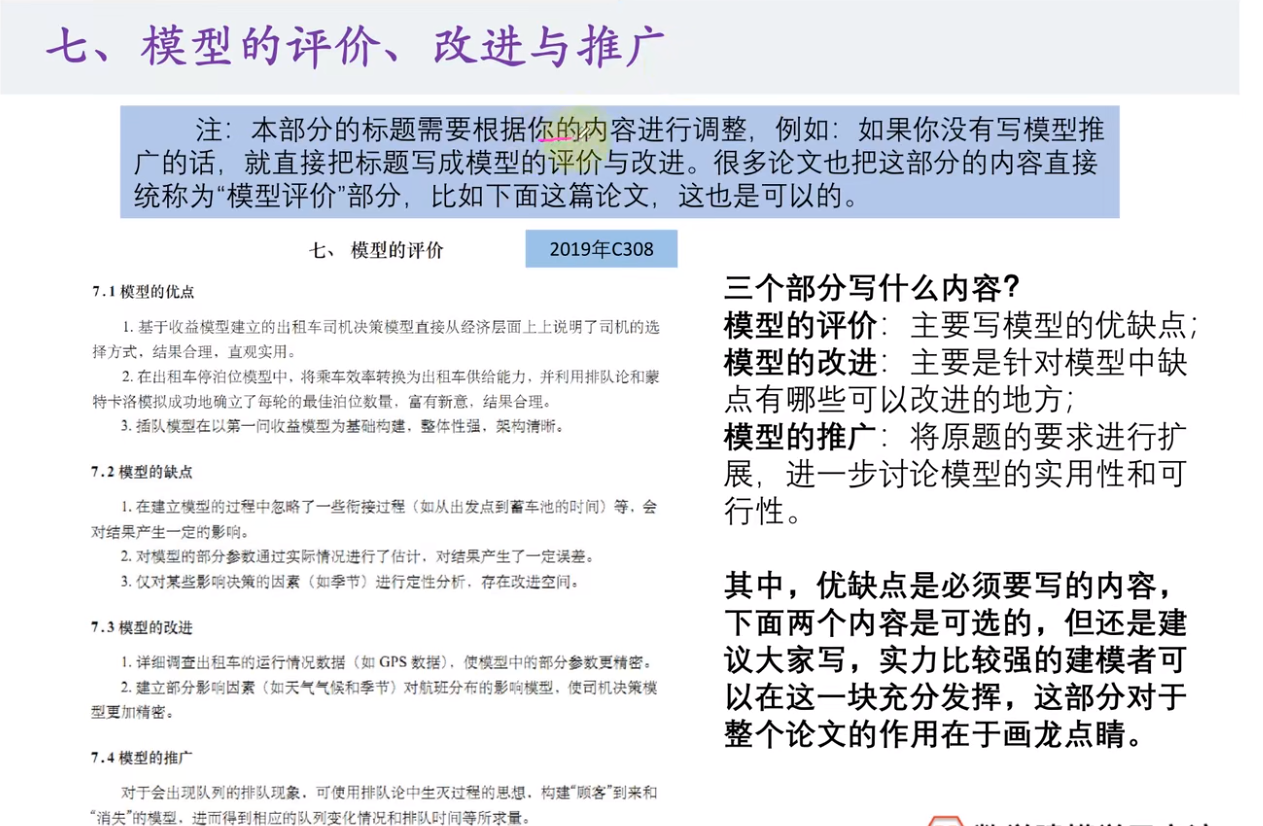 七、模型的评价、改进与推广
注：本部分的标题需要根据你的内容进行调整，例如：如果你没有写模型推
广的话，就直接把标题写成模型的评价与改进。很多论文也把这部分的内容直接
统称为“模型评价”部分，比如下面这篇论文，这也是可以的。
七、 模型的评价
2019年C308
7.1 模型的优点
1. 基于收益模型建立的出租车司机决策模型直接从经济层面上上说明了司机的选
择方式，结果合理，直观实用。
2. 在出租车停泊位模型中，将乘车效率转换为出租车供给能力，并利用排队论和蒙
特卡洛模拟成功地确立了每轮的最佳泊位数量，富有新意，结果合理。
3. 插队模型在以第一问收益模型为基础构建，整体性强，架构清晰。
7.2 模型的缺点
1. 在建立模型的过程中忽略了一些衔接过程（如从出发点到蓄车池的时间）等，会
对结果产生一定的影响。
2. 对模型的部分参数通过实际情况进行了估计，对结果产生了一定误差。
3. 仅对某些影响决策的因素（如季节）进行定性分析，存在改进空间。
7.3 模型的改进
1. 详细调查出租车的运行情况数据（如 GPS 数据），使模型中的部分参数更精密。
2. 建立部分影响因素（如天气气候和季节）对航班分布的影响模型，使司机决策模
型更加精密。
7.4 模型的推广
对于会出现队列的排队现象，可使用排队论中生灭过程的思想，构建“顾客”到来和
“消失”的模型，进而得到相应的队列变化情况和排队时间等所求量。
三个部分写什么内容？
模型的评价：主要写模型的优缺点；
模型的改进：主要是针对模型中缺
点有哪些可以改进的地方；
模型的推广：将原题的要求进行扩
展，进一步讨论模型的实用性和可
行性。
其中，优缺点是必须要写的内容，
下面两个内容是可选的，但还是建
议大家写，实力比较强的建模者可
以在这一块充分发挥，这部分对于
整个论文的作用在于画龙点睛。